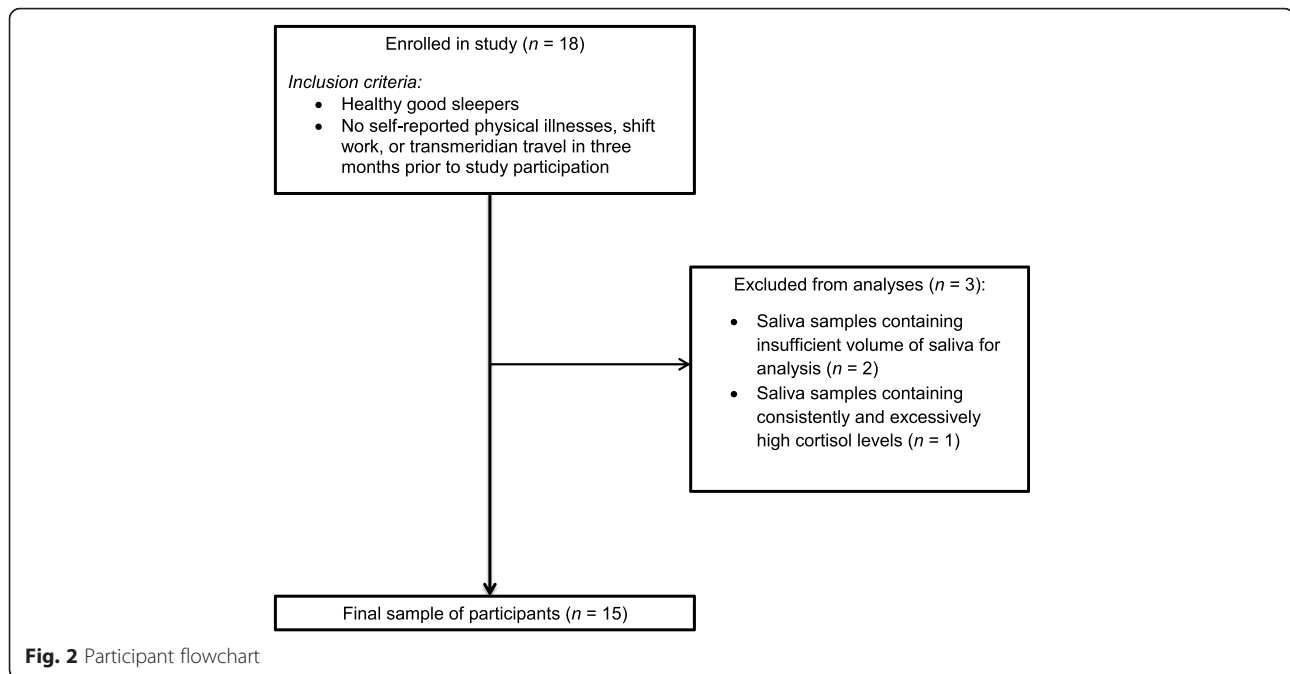 Enrolled in study (n = 18)
Inclusion criteria:
• Healthy good sleepers
• No self-reported physical illnesses, shift
work, or transmeridian travel in three
months prior to study participation
Excluded from analyses (n = 3):
• Saliva samples containing
insufficient volume of saliva for
analysis (n = 2)
• Saliva samples containing
consistently and excessively
high cortisol levels (n = 1)
Final sample of participants (n = 15)
Fig. 2 Participant flowchart